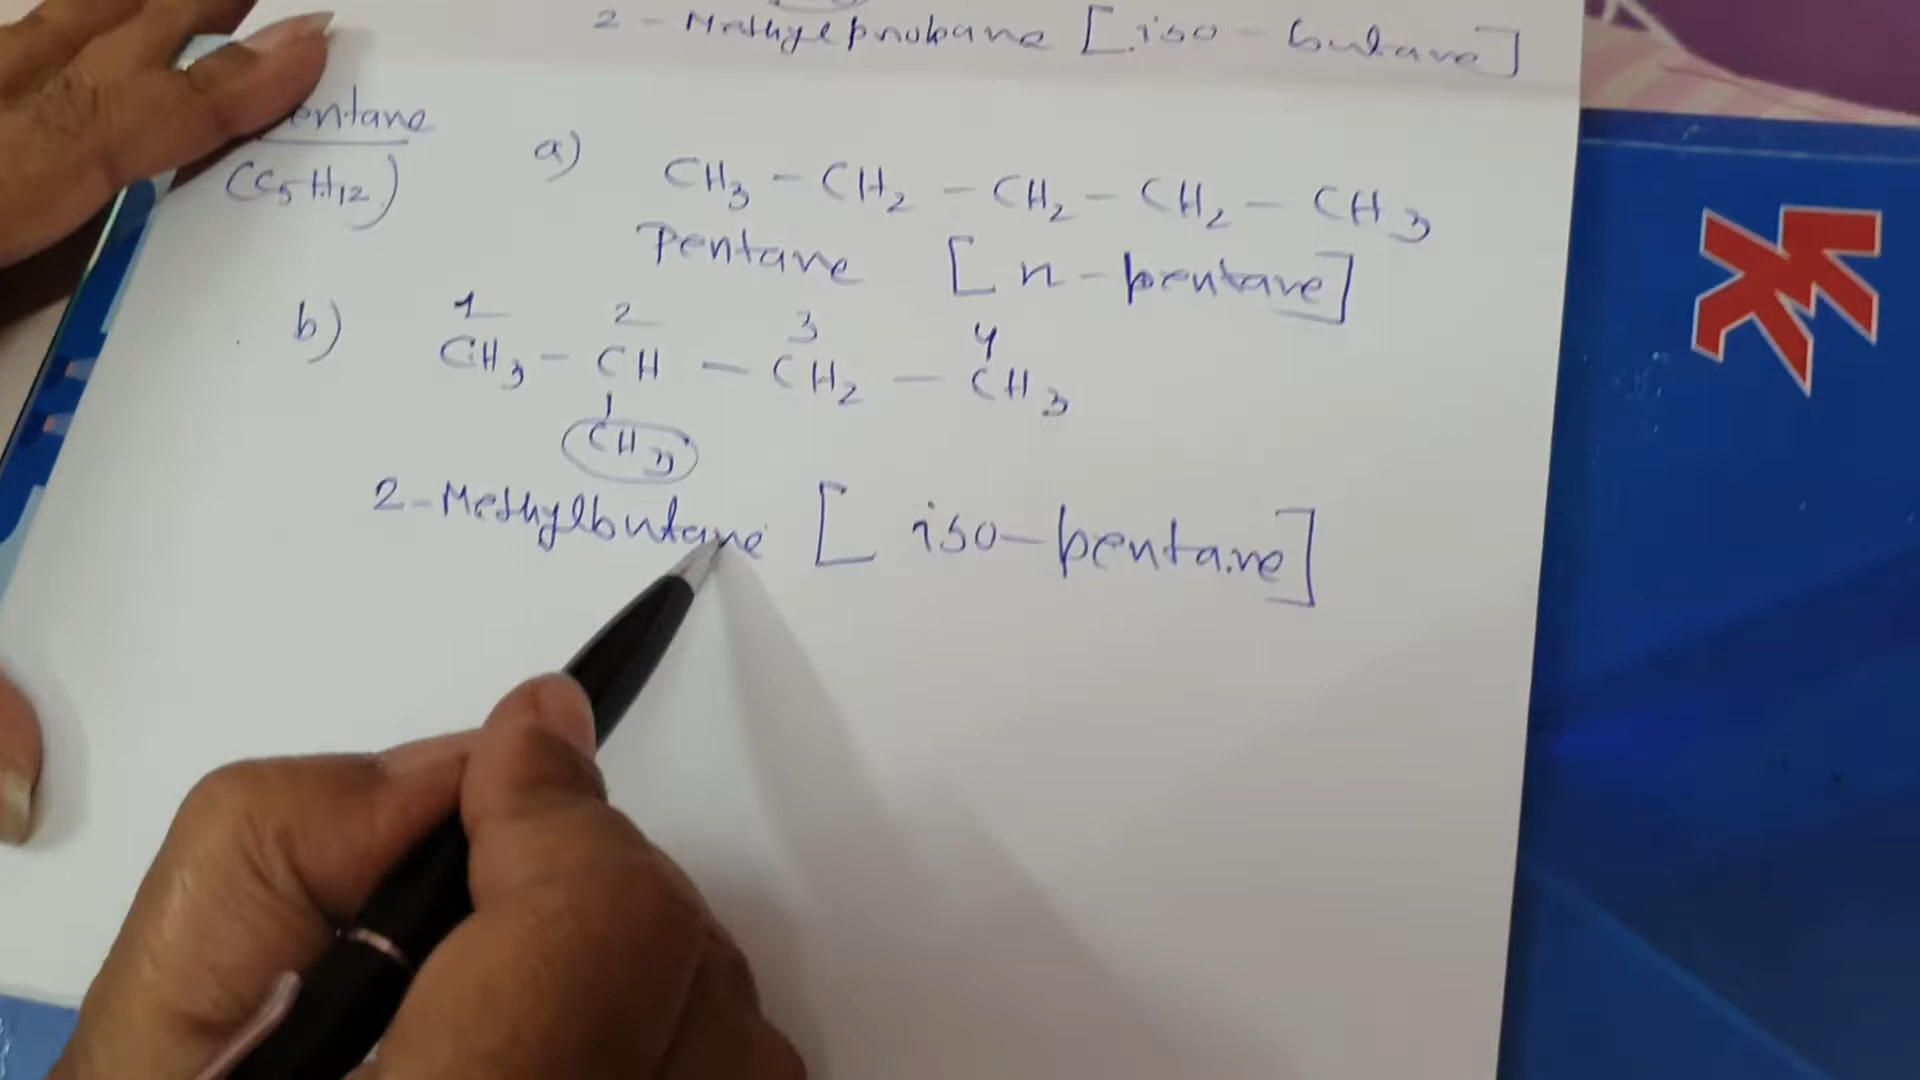 2 - Methylpropane [iso - butane]
entane
(C5H12)
a) CH3 - CH2 - CH2 - CH2 - CH3
Pentane [n - pentane]
1 2 3 4
b) CH3 - CH - CH2 - CH3
CH3
2-Methylbutane [iso-pentane]